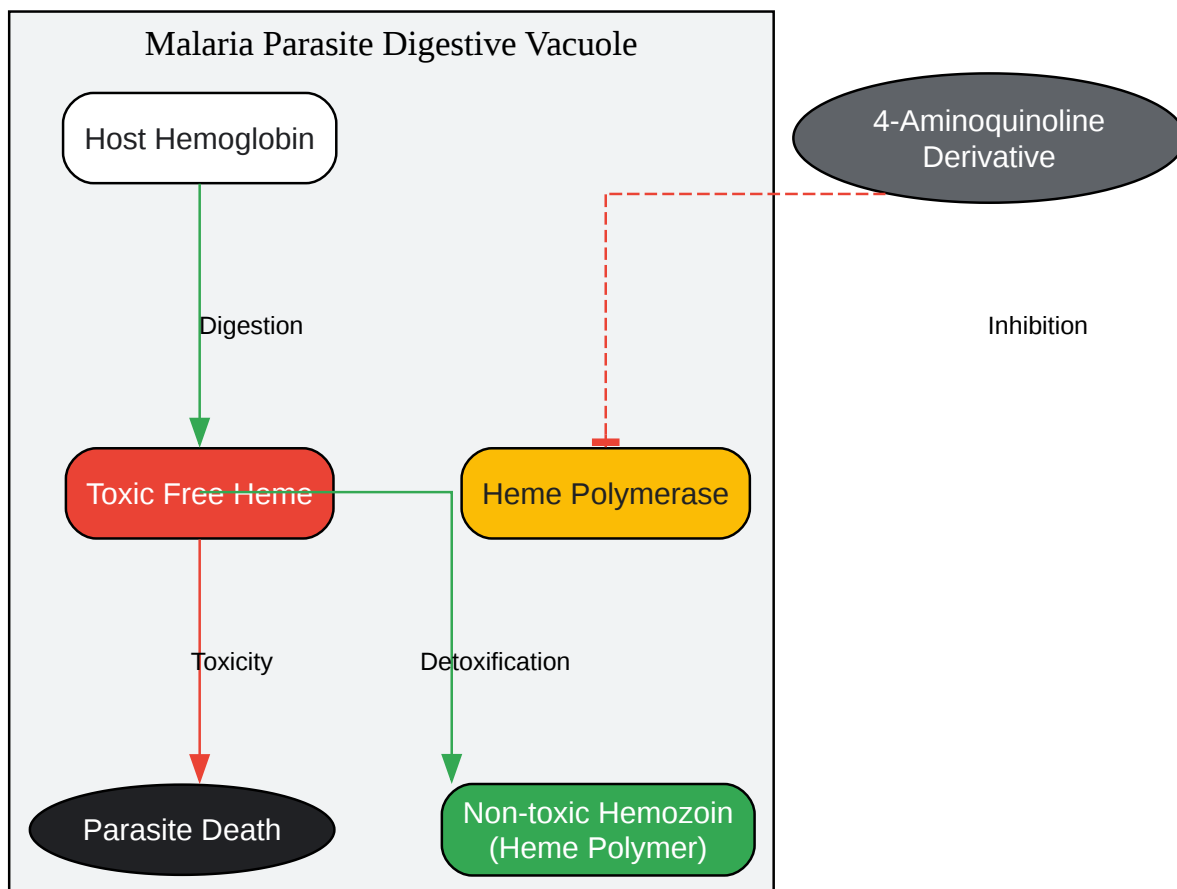 Malaria Parasite Digestive Vacuole
Host Hemoglobin
4-Aminoquinoline
Derivative
Digestion
Inhibition
Toxic Free Heme
Heme Polymerase
Toxicity
Detoxification
Parasite Death
Non-toxic Hemozoin
(Heme Polymer)